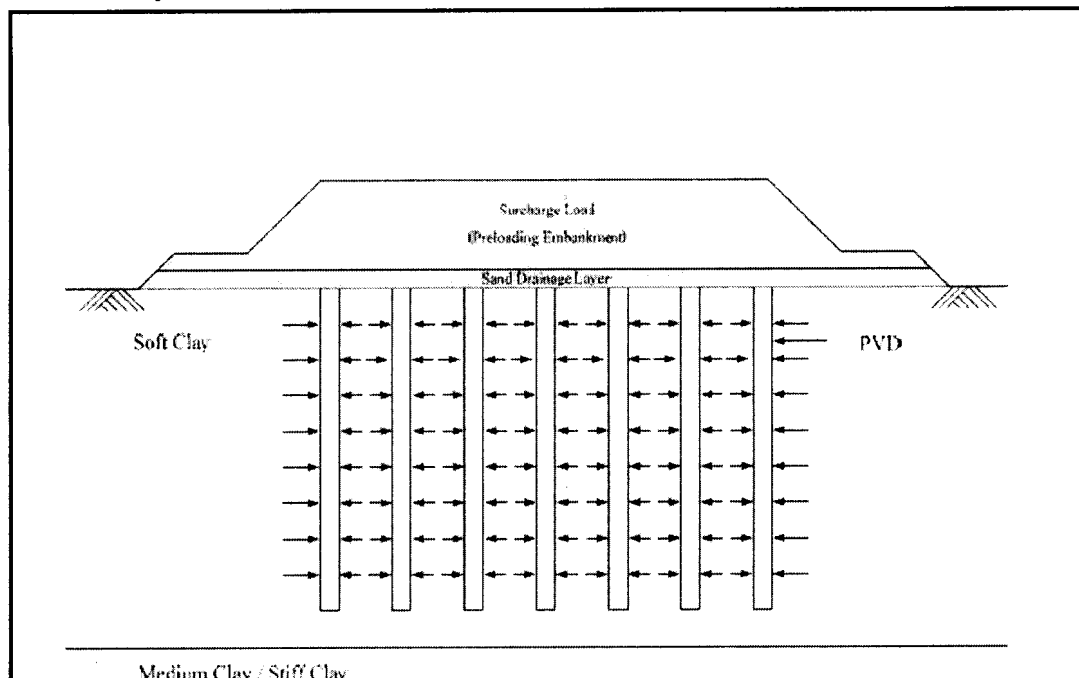 Surcharge Load
(Preloading Embankment)
Sand Drainage Layer
Soft Clay
PVD
Medium Clay / Stiff Clay